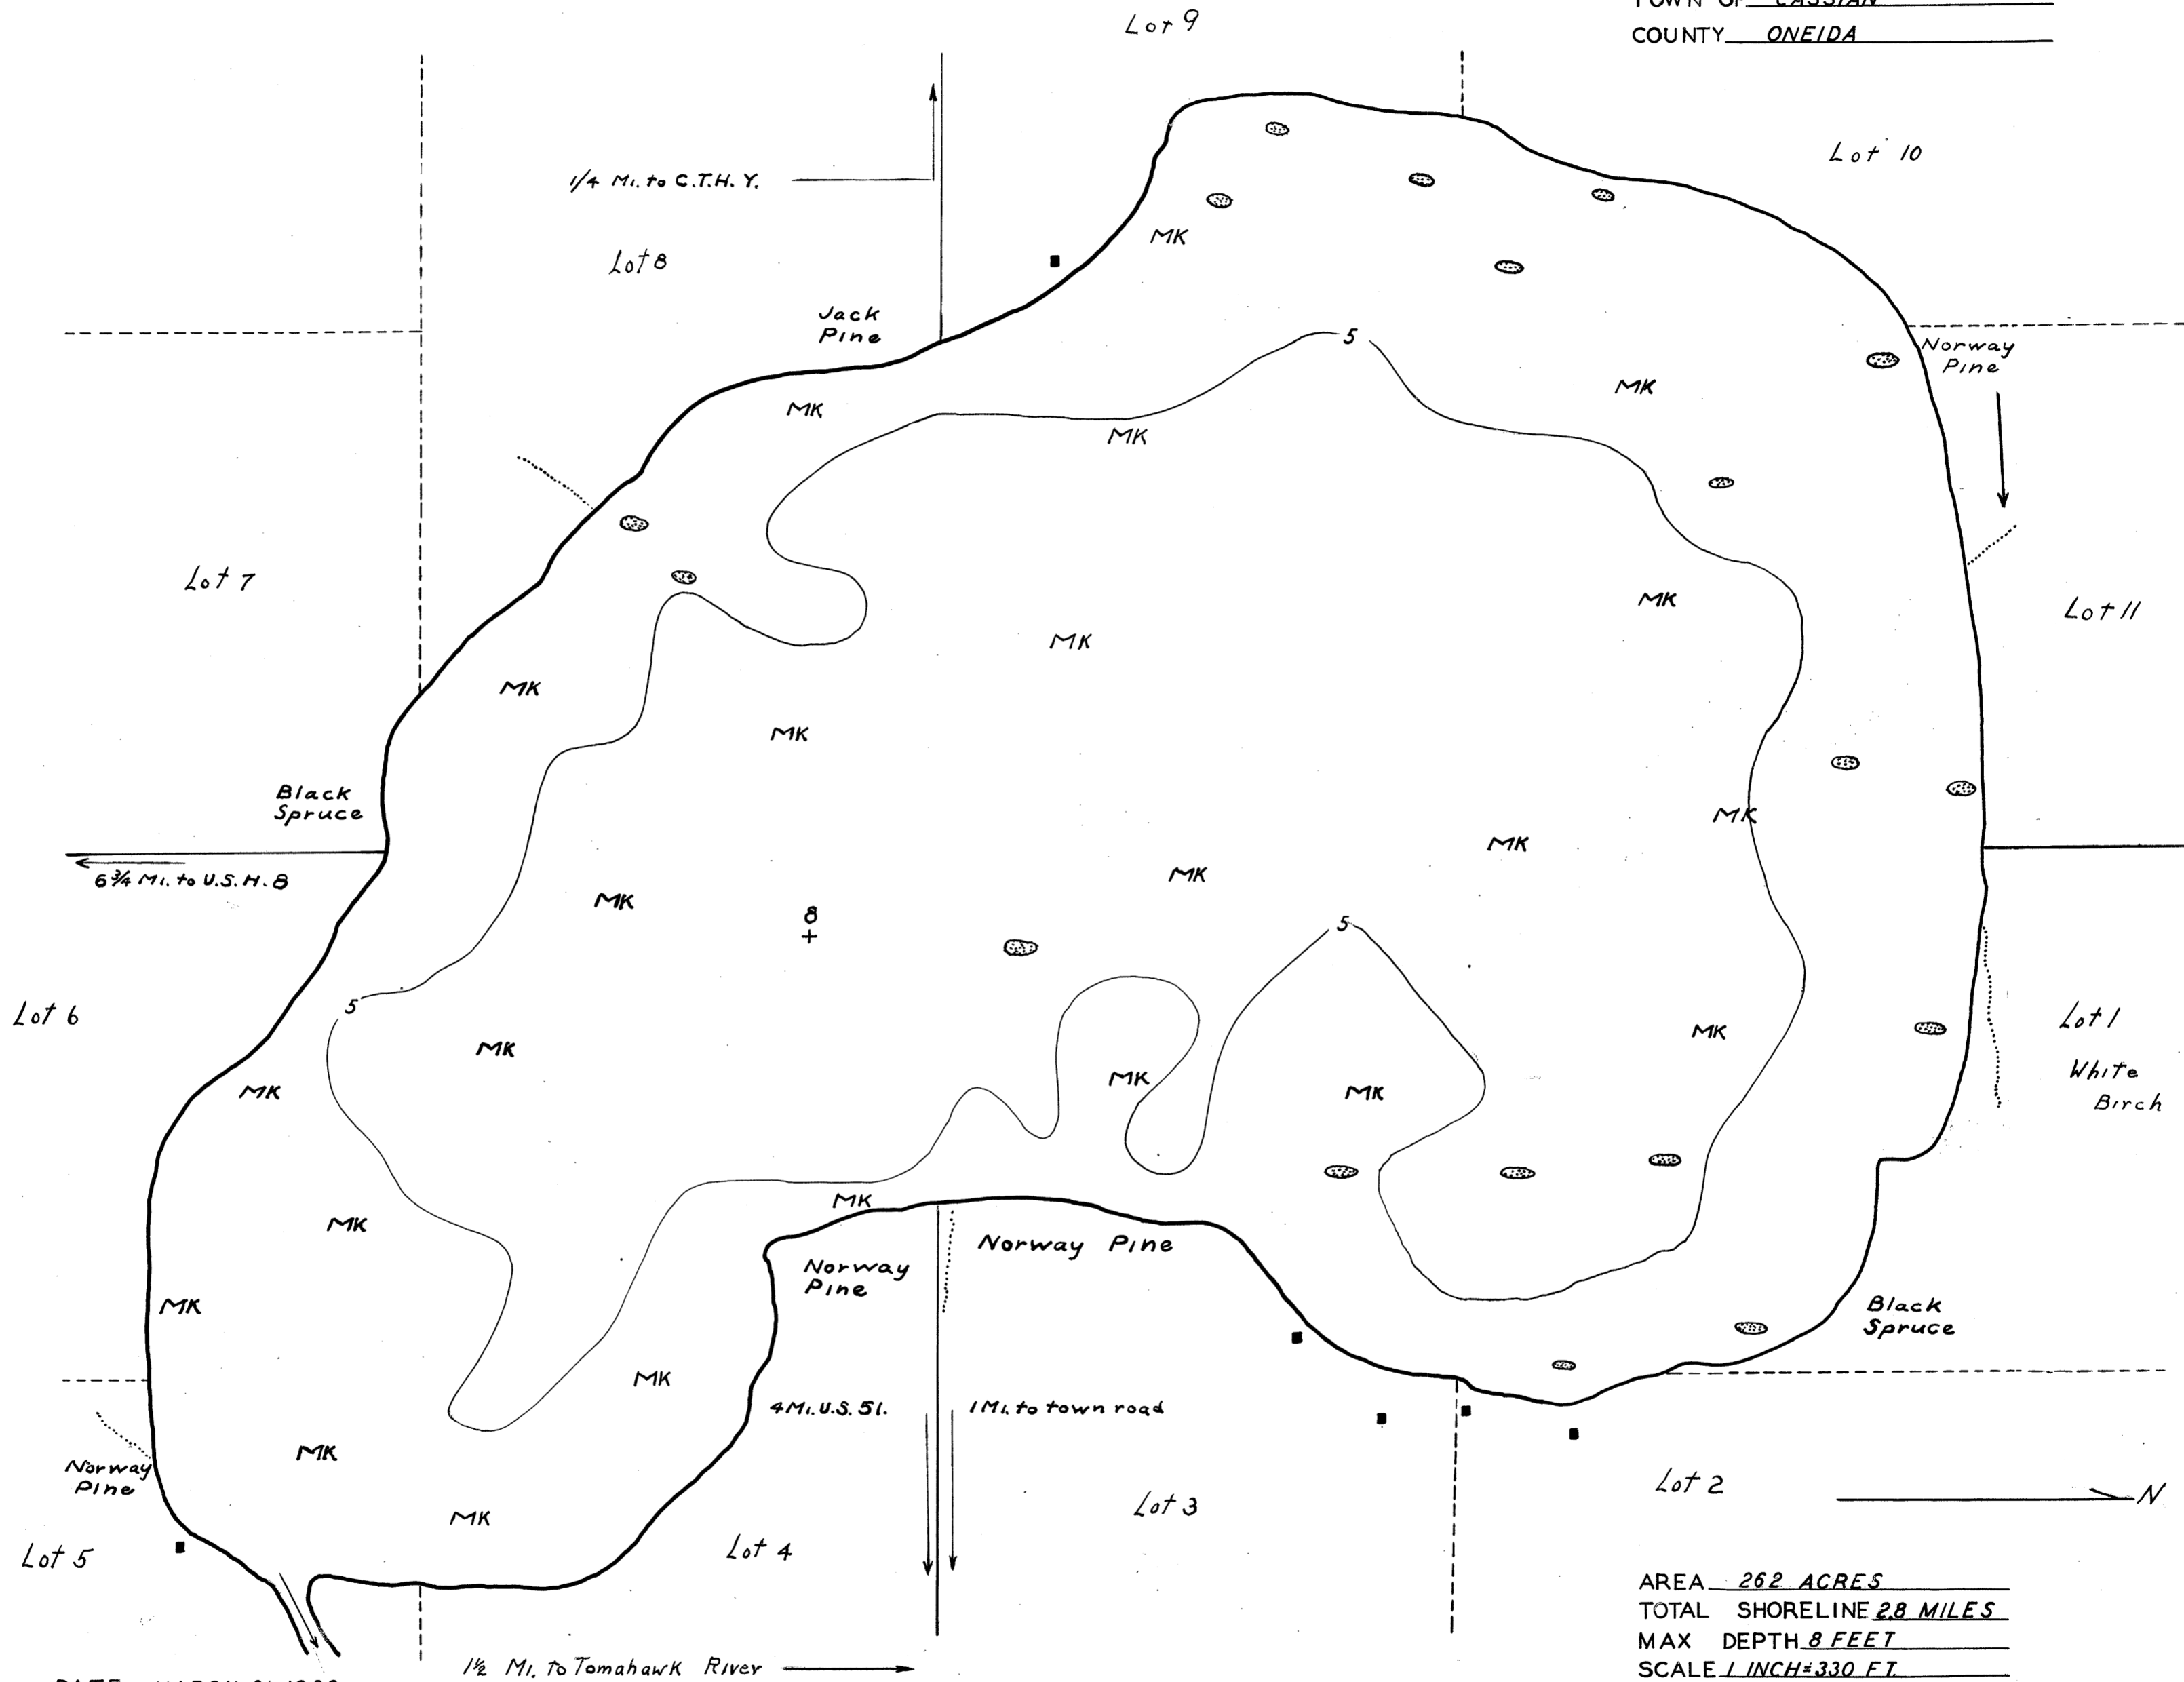 TOWN OF CASSIAN
COUNTY ONEIDA
Lot 9
Lot 10
1/4 Mi. to C.T.H. Y.
MK
Lot 8
Jack
Pine
5
Norway
Pine
MK
MK
MK
Lot 7
MK
Lot 11
MK
MK
MK
Black
Spruce
MK
MK
6 3/4 Mi. to U.S.H. 8
MK
MK
8
5
5
Lot 6
MK
MK
Lot 1
White
Birch
MK
MK
MK
MK
MK
Norway Pine
Norway
Pine
MK
Black
Spruce
MK
4 Mi. U.S. 51.
1 Mi. to town road
MK
Norway
Pine
Lot 2
N
Lot 3
MK
Lot 5
Lot 4
AREA 262 ACRES
TOTAL SHORELINE 2.8 MILES
MAX DEPTH 8 FEET
SCALE 1 INCH=330 FT.
1 1/2 Mi. to Tomahawk River
DATE